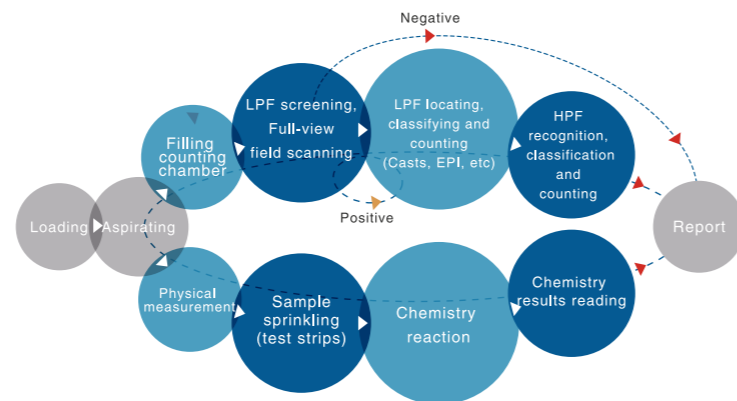 Negative
LPF screening,
Full-view
field scanning
LPF locating,
classifying and
counting
(Casts, EPI, etc)
HPF
recognition,
classification
and
counting
Filling
counting
chamber
Positive
Loading
Aspirating
Report
Physical
measurement
Sample
sprinkling
(test strips)
Chemistry
reaction
Chemistry
results reading